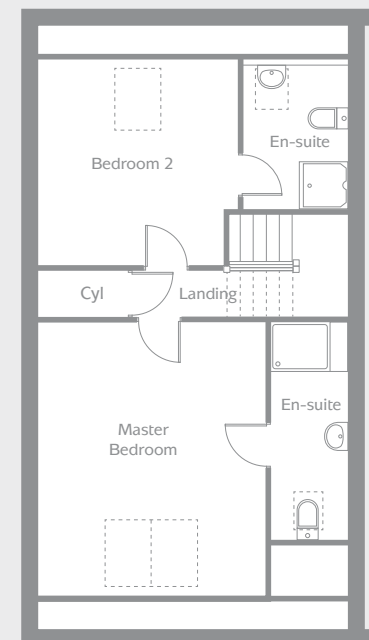 En-suite
Bedroom 2
Cyl
Landing
En-suite
Master
Bedroom